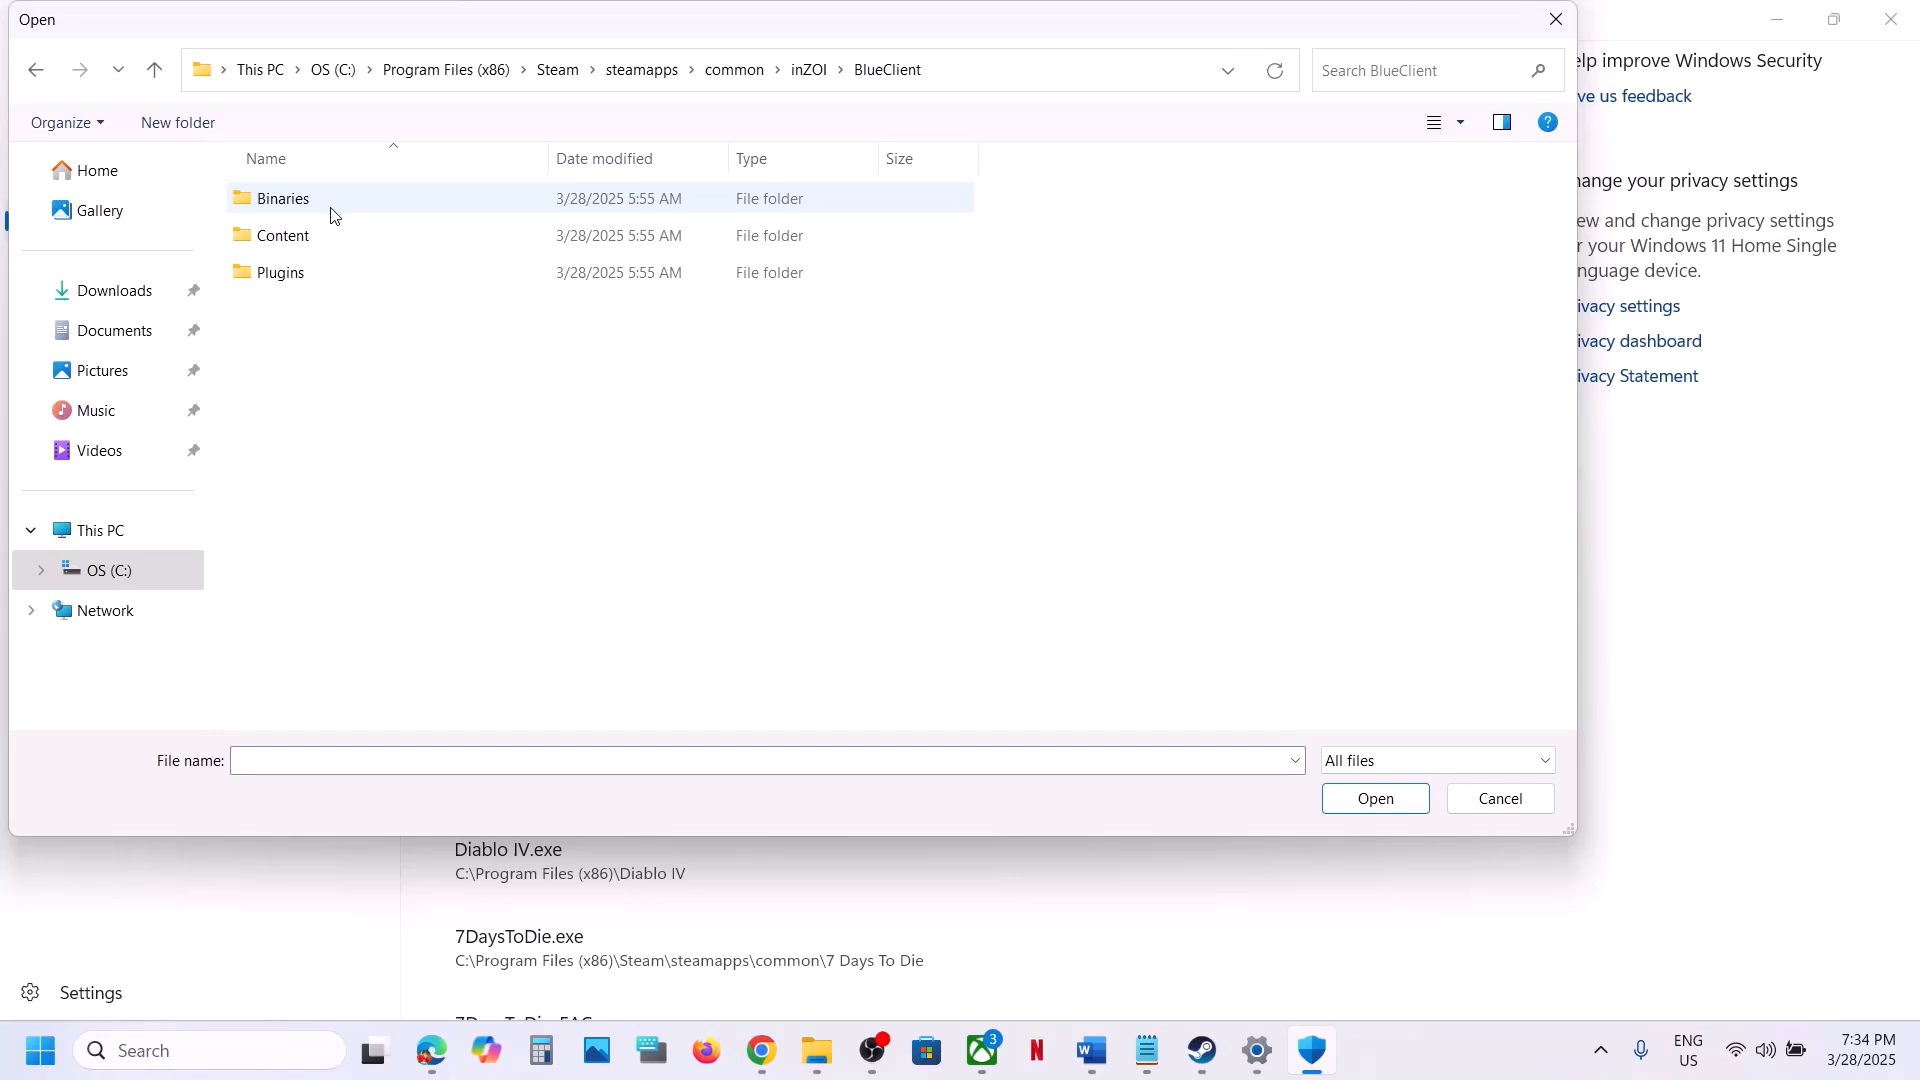 Open
This PC > OS (C:) > Program Files (x86) > Steam > steamapps > common > inZOI > BlueClient
Search BlueClient
Organize
New folder
Name
Date modified
Type
Size
Home
Gallery
Downloads
Documents
Pictures
Music
Videos
This PC
OS (C:)
Network
Binaries 3/28/2025 5:55 AM File folder
Content 3/28/2025 5:55 AM File folder
Plugins 3/28/2025 5:55 AM File folder
File name:
All files
Open
Cancel
elp improve Windows Security
ve us feedback
ange your privacy settings
ew and change privacy settings
r your Windows 11 Home Single
nguage device.
ivacy settings
ivacy dashboard
ivacy Statement
Diablo IV.exe
C:\Program Files (x86)\Diablo IV
7DaysToDie.exe
C:\Program Files (x86)\Steam\steamapps\common\7 Days To Die
Settings
Search
3
ENG
US
7:34 PM
3/28/2025